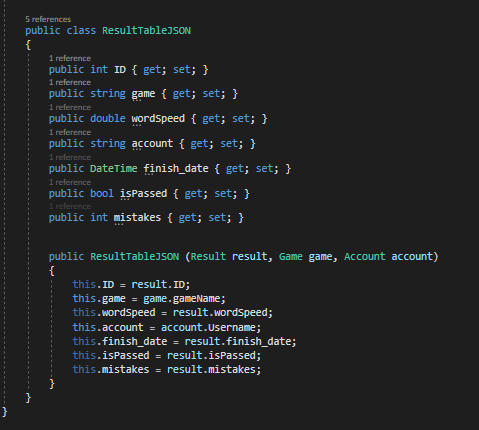 5 references
public class ResultTableJSON
{
1 reference
public int ID { get; set; }
1 reference
public string game { get; set; }
1 reference
public double wordSpeed { get; set; }
1 reference
public string account { get; set; }
1 reference
public DateTime finish_date { get; set; }
1 reference
public bool isPassed { get; set; }
1 reference
public int mistakes { get; set; }
public ResultTableJSON (Result result, Game game, Account account)
{
this.ID = result.ID;
this.game = game.gameName;
this.wordSpeed = result.wordSpeed;
this.account = account.Username;
this.finish_date = result.finish_date;
this.isPassed = result.isPassed;
this.mistakes = result.mistakes;
}
}
}